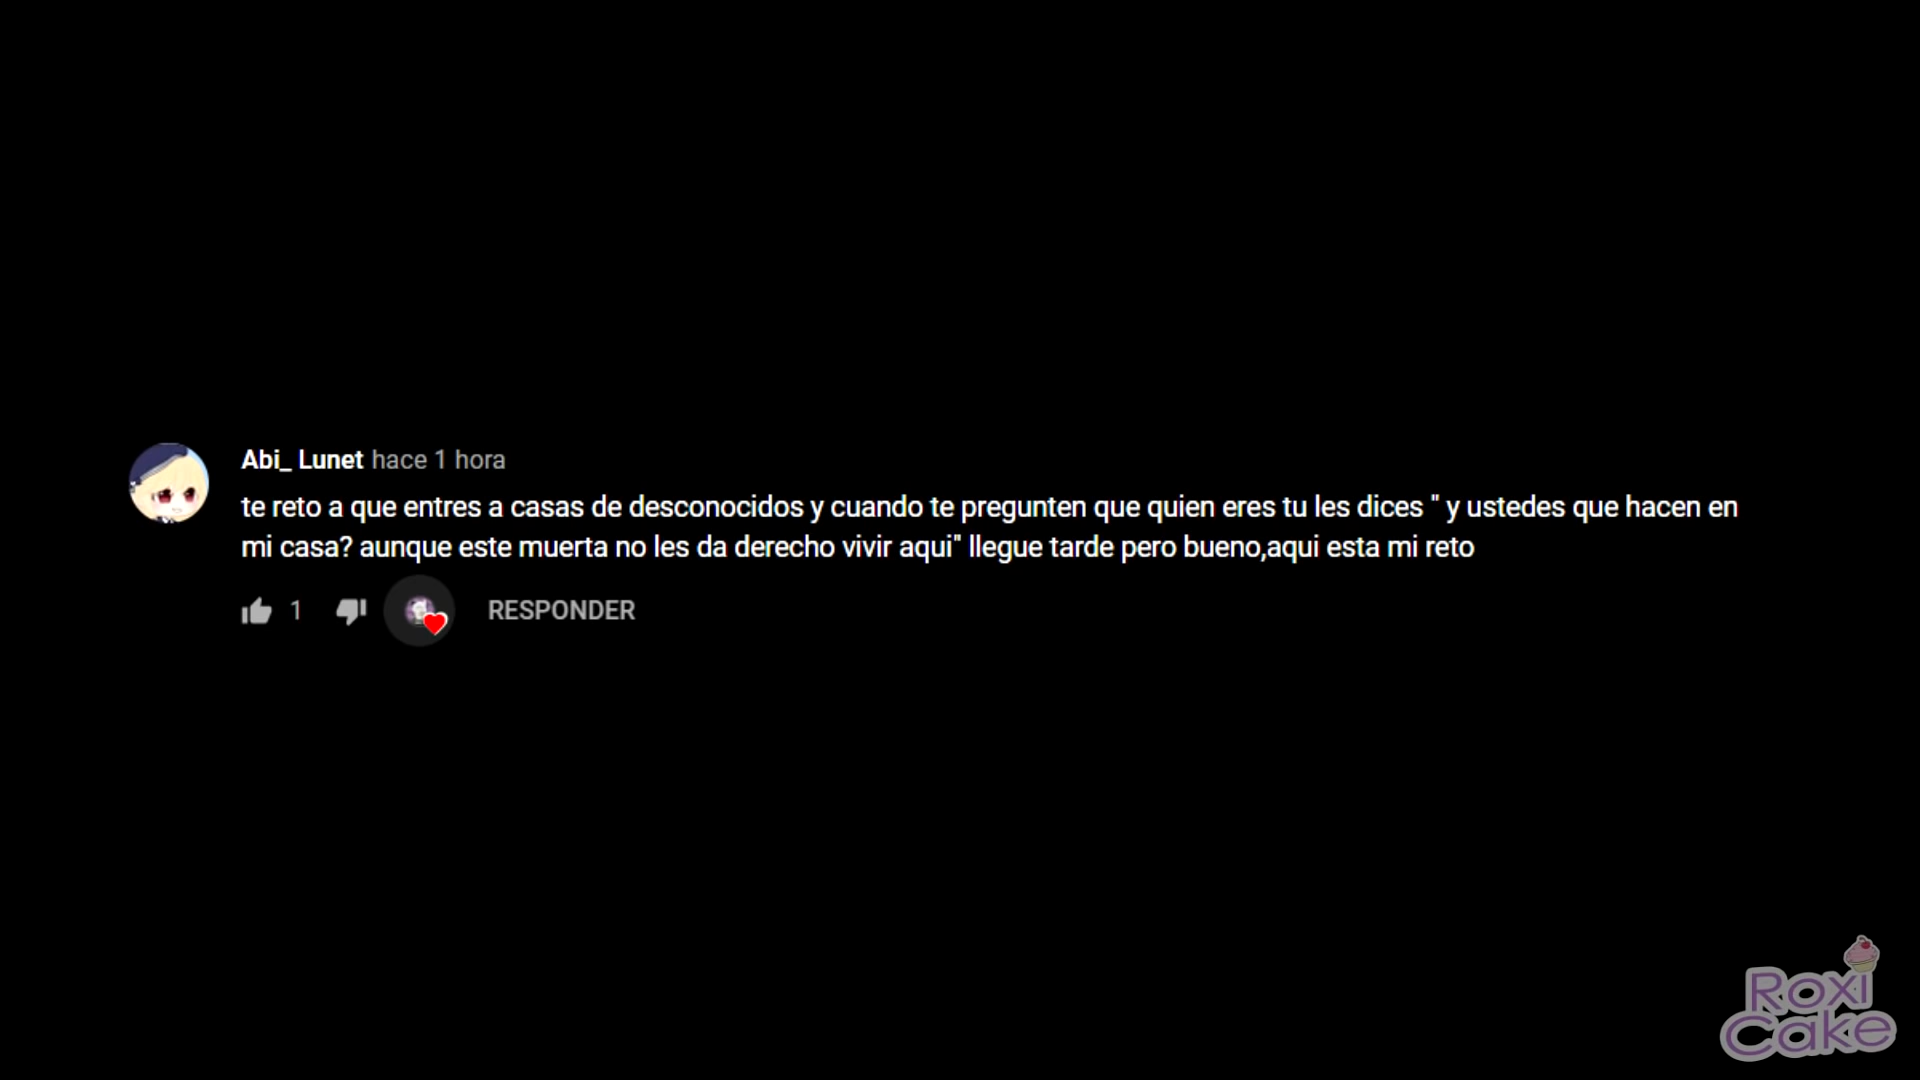 Abi_ Lunet hace 1 hora
te reto a que entres a casas de desconocidos y cuando te pregunten que quien eres tu les dices " y ustedes que hacen en
mi casa? aunque este muerta no les da derecho vivir aqui" llegue tarde pero bueno,aqui esta mi reto
1 RESPONDER
Roxi
Cake